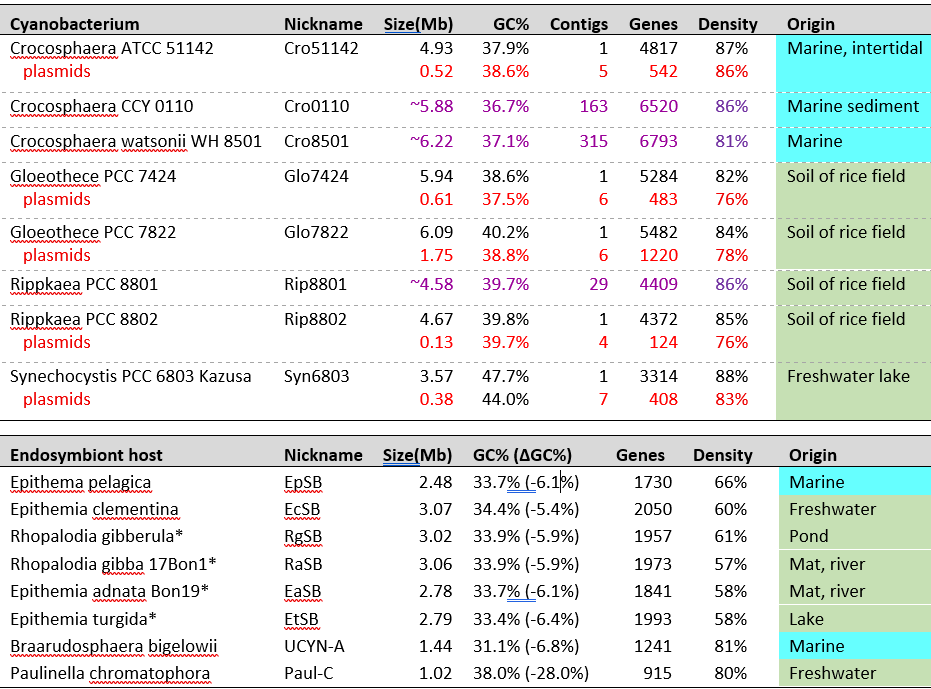 Cyanobacterium Nickname Size(Mb) GC% Contigs Genes Density Origin
Crocosphaera ATCC 51142 Cro51142 4.93 37.9% 1 4817 87% Marine, intertidal
plasmids 0.52 38.6% 5 542 86%
Crocosphaera CCY 0110 Cro0110 ~5.88 36.7% 163 6520 86% Marine sediment
Crocosphaera watsonii WH 8501 Cro8501 ~6.22 37.1% 315 6793 81% Marine
Gloeothece PCC 7424 Glo7424 5.94 38.6% 1 5284 82% Soil of rice field
plasmids 0.61 37.5% 6 483 76%
Gloeothece PCC 7822 Glo7822 6.09 40.2% 1 5482 84% Soil of rice field
plasmids 1.75 38.8% 6 1220 78%
Rippkaea PCC 8801 Rip8801 ~4.58 39.7% 29 4409 86% Soil of rice field
Rippkaea PCC 8802 Rip8802 4.67 39.8% 1 4372 85% Soil of rice field
plasmids 0.13 39.7% 4 124 76%
Synechocystis PCC 6803 Kazusa Syn6803 3.57 47.7% 1 3314 88% Freshwater lake
plasmids 0.38 44.0% 7 408 83%
Endosymbiont host Nickname Size(Mb) GC% (ΔGC%) Genes Density Origin
Epithema pelagica EpSB 2.48 33.7% (-6.1%) 1730 66% Marine
Epithemia clementina EcSB 3.07 34.4% (-5.4%) 2050 60% Freshwater
Rhopalodia gibberula* RgSB 3.02 33.9% (-5.9%) 1957 61% Pond
Rhopalodia gibba 17Bon1* RaSB 3.06 33.9% (-5.9%) 1973 57% Mat, river
Epithemia adnata Bon19* EaSB 2.78 33.7% (-6.1%) 1841 58% Mat, river
Epithemia turgida* EtSB 2.79 33.4% (-6.4%) 1993 58% Lake
Braarudosphaera bigelowii UCYN-A 1.44 31.1% (-6.8%) 1241 81% Marine
Paulinella chromatophora Paul-C 1.02 38.0% (-28.0%) 915 80% Freshwater